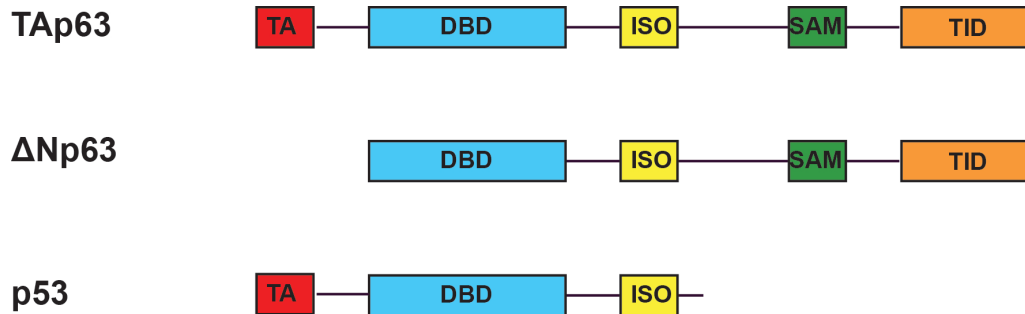 TAp63 TA DBD ISO SAM TID
ΔNp63 DBD ISO SAM TID
p53 TA DBD ISO